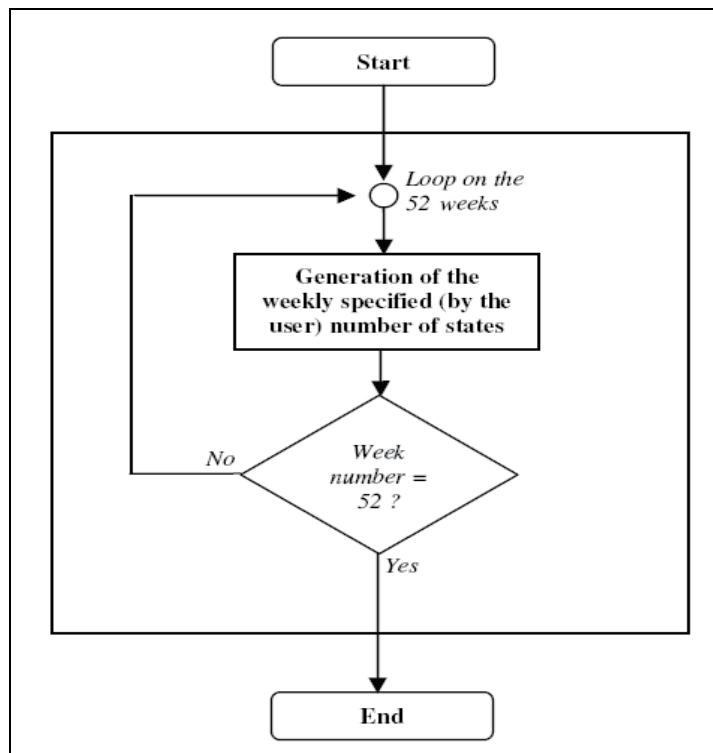 Start
Loop on the
52 weeks
Generation of the
weekly specified (by the
user) number of states
Week
number =
52 ?
No
Yes
End